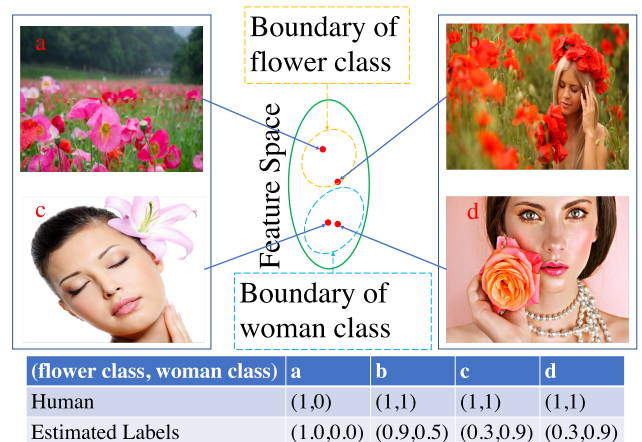 a
Boundary of
flower class
b
Feature Space
c
d
Boundary of
woman class
(flower class, woman class) a b c d
Human (1,0) (1,1) (1,1) (1,1)
Estimated Labels (1.0,0.0) (0.9,0.5) (0.3,0.9) (0.3,0.9)